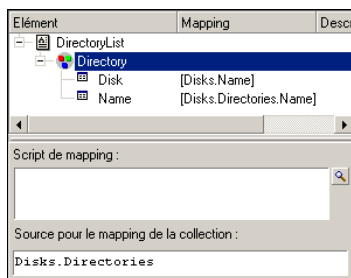 Elément Mapping Descr
DirectoryList
Directory
Disk [Disks.Name]
Name [Disks.Directories.Name]
Script de mapping :
Source pour le mapping de la collection :
Disks.Directories